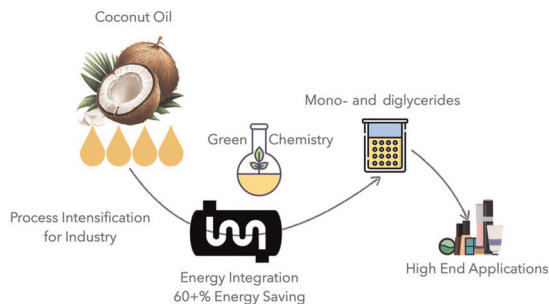 Coconut Oil
Mono- and diglycerides
Green Chemistry
Process Intensification
for Industry
Energy Integration
60+% Energy Saving
High End Applications